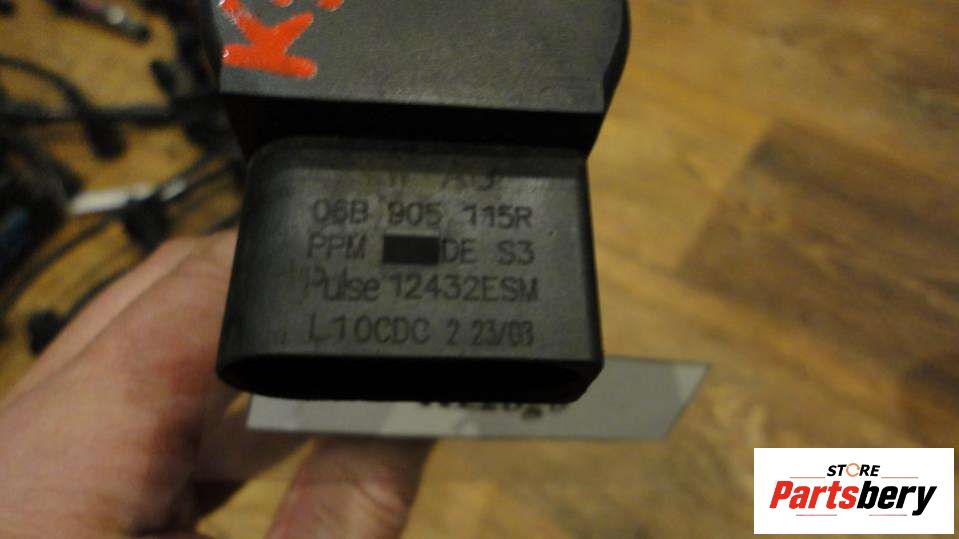 06B 905 115R
PPM DE S3
Pulse 12432ESM
L10CDC 2 23/03
STORE
Partsbery